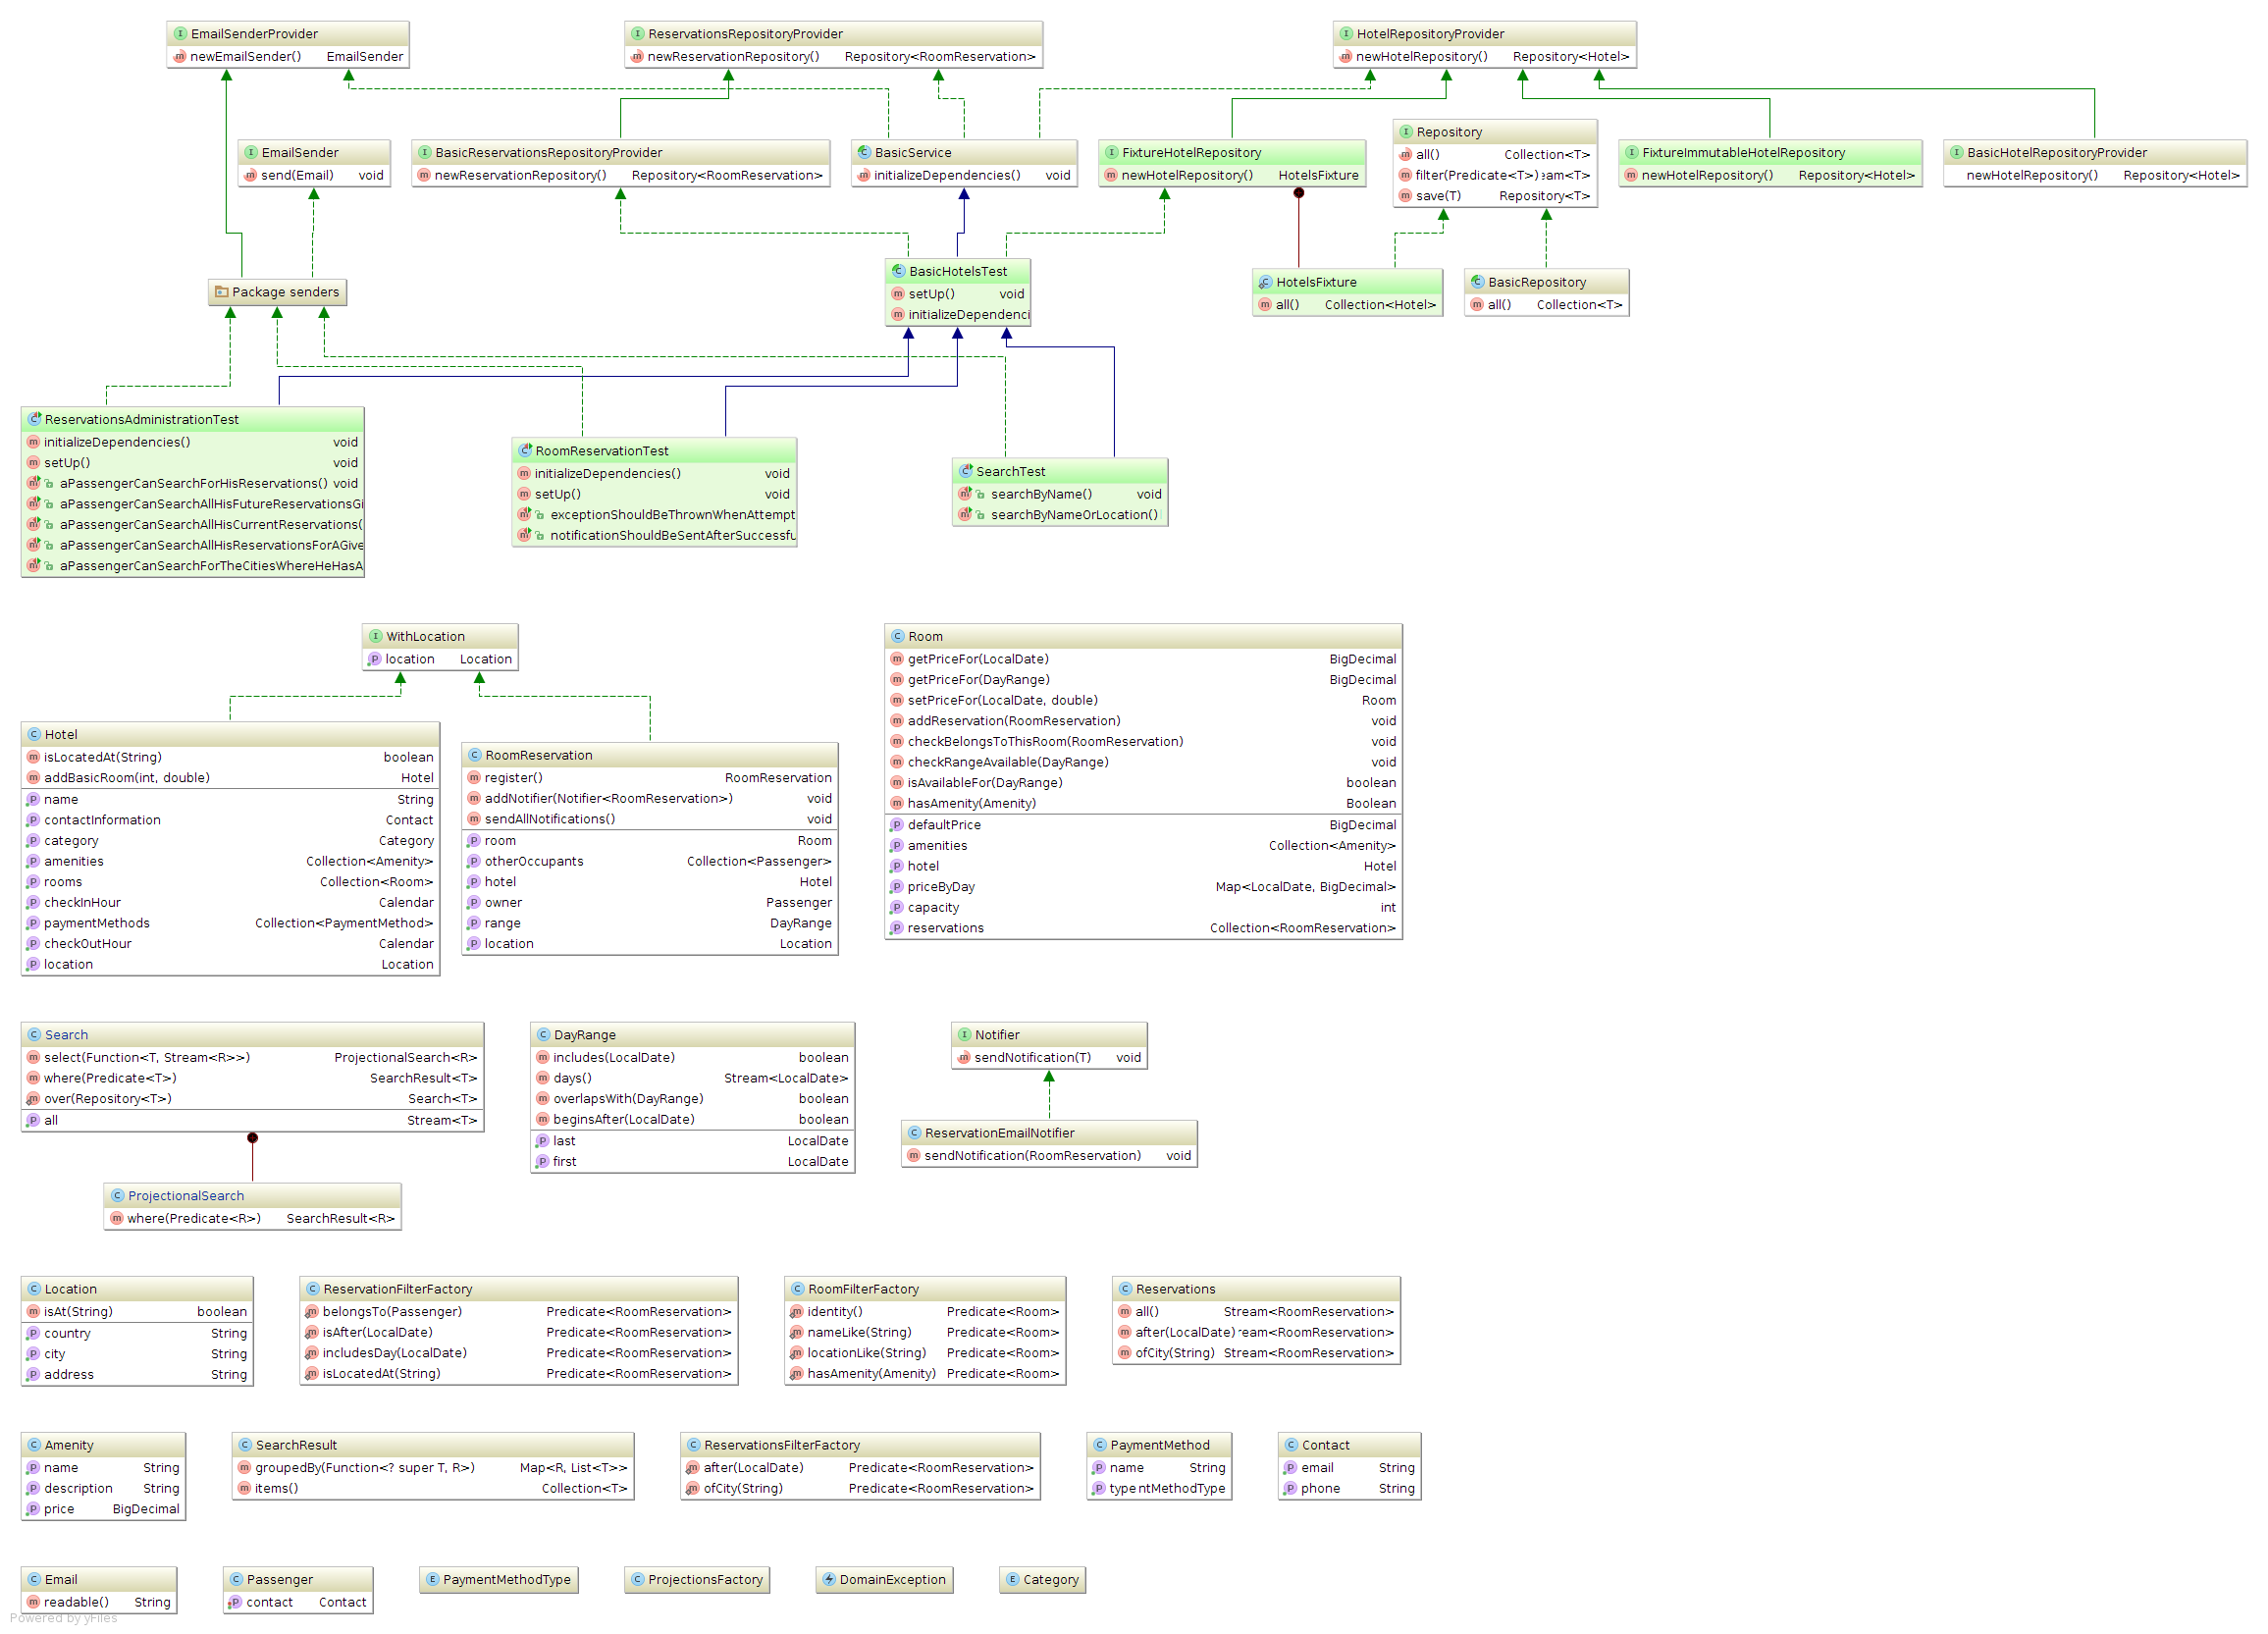 EmailSenderProvider
newEmailSender() EmailSender
ReservationsRepositoryProvider
newReservationRepository() Repository<RoomReservation>
HotelRepositoryProvider
newHotelRepository() Repository<Hotel>
EmailSender
send(Email) void
BasicReservationsRepositoryProvider
newReservationRepository() Repository<RoomReservation>
BasicService
initializeDependencies() void
FixtureHotelRepository
newHotelRepository() HotelsFixture
Repository
all() Collection<T>
filter(Predicate<T>) :am<T>
save(T) Repository<T>
FixtureImmutableHotelRepository
newHotelRepository() Repository<Hotel>
BasicHotelRepositoryProvider
newHotelRepository() Repository<Hotel>
Package senders
BasicHotelsTest
setUp() void
initializeDependenci
HotelsFixture
all() Collection<Hotel>
BasicRepository
all() Collection<T>
ReservationsAdministrationTest
initializeDependencies() void
setUp() void
aPassengerCanSearchForHisReservations() void
aPassengerCanSearchAllHisFutureReservationsGi
aPassengerCanSearchAllHisCurrentReservations(
aPassengerCanSearchAllHisReservationsForAGive
aPassengerCanSearchForTheCitiesWhereHeHasA
RoomReservationTest
initializeDependencies() void
setUp() void
exceptionShouldBeThrownWhenAttempt
notificationShouldBeSentAfterSuccessfu
SearchTest
searchByName() void
searchByNameOrLocation()
WithLocation
location Location
Hotel
isLocatedAt(String) boolean
addBasicRoom(int, double) Hotel
name String
contactInformation Contact
category Category
amenities Collection<Amenity>
rooms Collection<Room>
checkInHour Calendar
paymentMethods Collection<PaymentMethod>
checkOutHour Calendar
location Location
RoomReservation
register() RoomReservation
addNotifier(Notifier<RoomReservation>) void
sendAllNotifications() void
room Room
otherOccupants Collection<Passenger>
hotel Hotel
owner Passenger
range DayRange
location Location
Room
getPriceFor(LocalDate) BigDecimal
getPriceFor(DayRange) BigDecimal
setPriceFor(LocalDate, double) Room
addReservation(RoomReservation) void
checkBelongsToThisRoom(RoomReservation) void
checkRangeAvailable(DayRange) void
isAvailableFor(DayRange) boolean
hasAmenity(Amenity) Boolean
defaultPrice BigDecimal
amenities Collection<Amenity>
hotel Hotel
priceByDay Map<LocalDate, BigDecimal>
capacity int
reservations Collection<RoomReservation>
Search
select(Function<T, Stream<R>>) ProjectionalSearch<R>
where(Predicate<T>) SearchResult<T>
over(Repository<T>) Search<T>
all Stream<T>
ProjectionalSearch
where(Predicate<R>) SearchResult<R>
DayRange
includes(LocalDate) boolean
days() Stream<LocalDate>
overlapsWith(DayRange) boolean
beginsAfter(LocalDate) boolean
last LocalDate
first LocalDate
Notifier
sendNotification(T) void
ReservationEmailNotifier
sendNotification(RoomReservation) void
Location
isAt(String) boolean
country String
city String
address String
ReservationFilterFactory
belongsTo(Passenger) Predicate<RoomReservation>
isAfter(LocalDate) Predicate<RoomReservation>
includesDay(LocalDate) Predicate<RoomReservation>
isLocatedAt(String) Predicate<RoomReservation>
RoomFilterFactory
identity() Predicate<Room>
nameLike(String) Predicate<Room>
locationLike(String) Predicate<Room>
hasAmenity(Amenity) Predicate<Room>
Reservations
all() Stream<RoomReservation>
after(LocalDate) ream<RoomReservation>
ofCity(String) Stream<RoomReservation>
Amenity
name String
description String
price BigDecimal
SearchResult
groupedBy(Function<? super T, R>) Map<R, List<T>>
items() Collection<T>
ReservationsFilterFactory
after(LocalDate) Predicate<RoomReservation>
ofCity(String) Predicate<RoomReservation>
PaymentMethod
name String
type ntMethodType
Contact
email String
phone String
Email
readable() String
Passenger
contact Contact
PaymentMethodType
ProjectionsFactory
DomainException
Category
Powered by yFiles